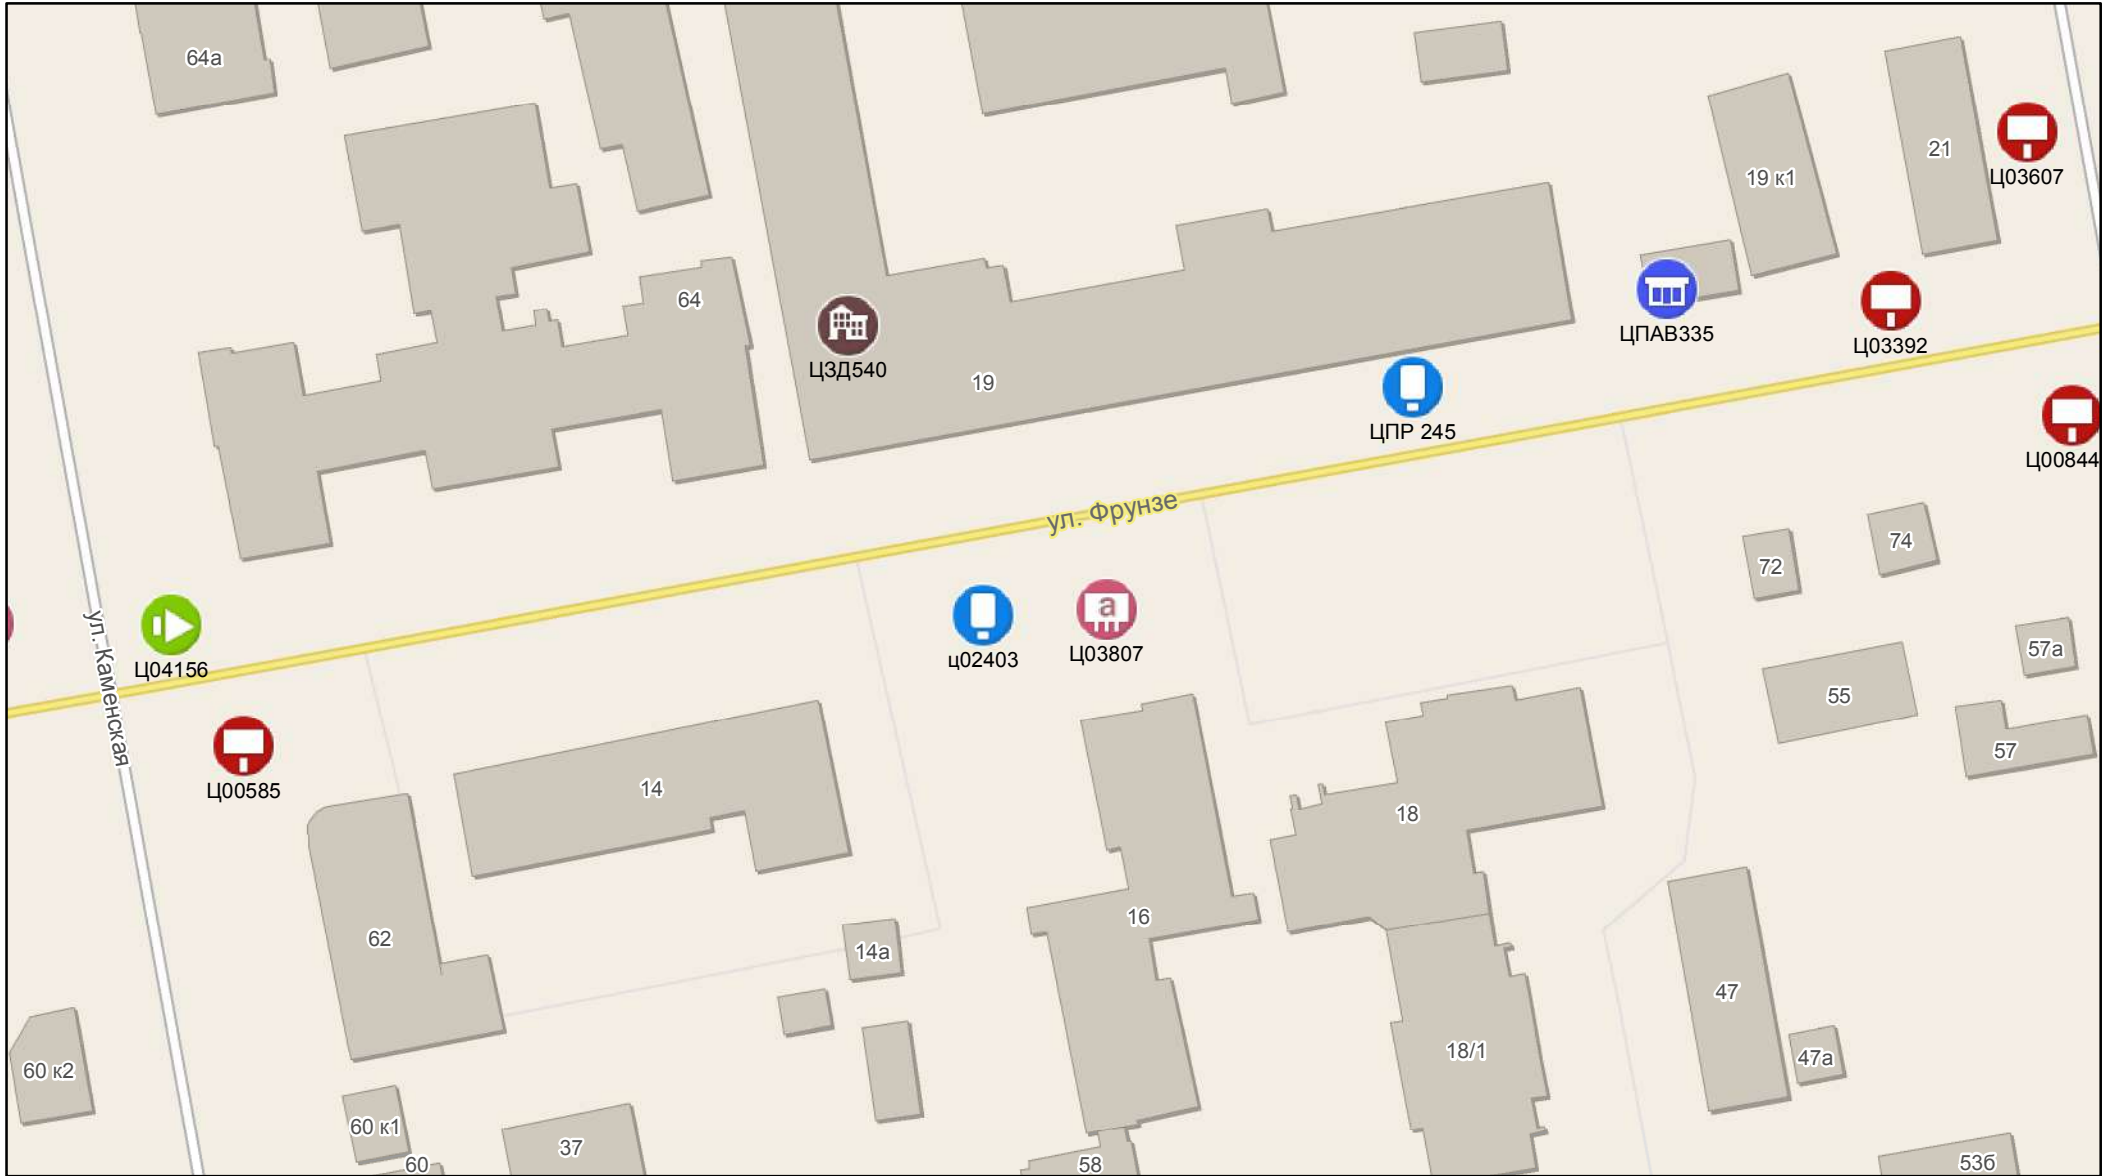 64а
21
Ц03607
19 к1
64
ЦПАВ335
Ц03392
ЦЗД540
19
ЦПР 245
Ц00844
ул. Фрунзе
74
72
ул. Каменская
Ц04156
ц02403
Ц03807
57а
55
57
Ц00585
14
18
16
62
14а
47
18/1
47а
60 к2
60 к1
37
60
58
53б
а